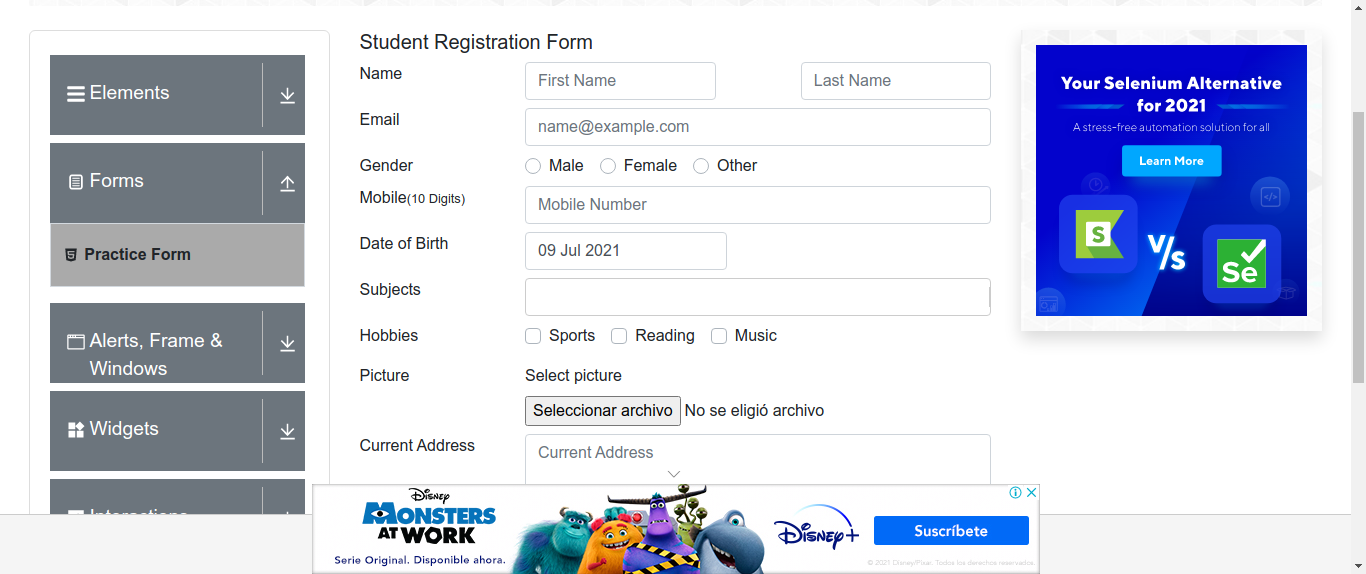 Elements
Forms
Practice Form
Alerts, Frame &
Windows
Widgets
Student Registration Form
Name
First Name
Last Name
Email
name@example.com
Gender
Male
Female
Other
Mobile(10 Digits)
Mobile Number
Date of Birth
09 Jul 2021
Subjects
Hobbies
Sports
Reading
Music
Picture
Select picture
Seleccionar archivo No se eligió archivo
Current Address
Current Address
Your Selenium Alternative
for 2021
A stress-free automation solution for all
Learn More
S
V/S
Se
Disney
MONSTERS
AT WORK
Serie Original. Disponible ahora.
Disney+
Suscríbete
© 2021 Disney/Pixar. Todos los derechos reservados.